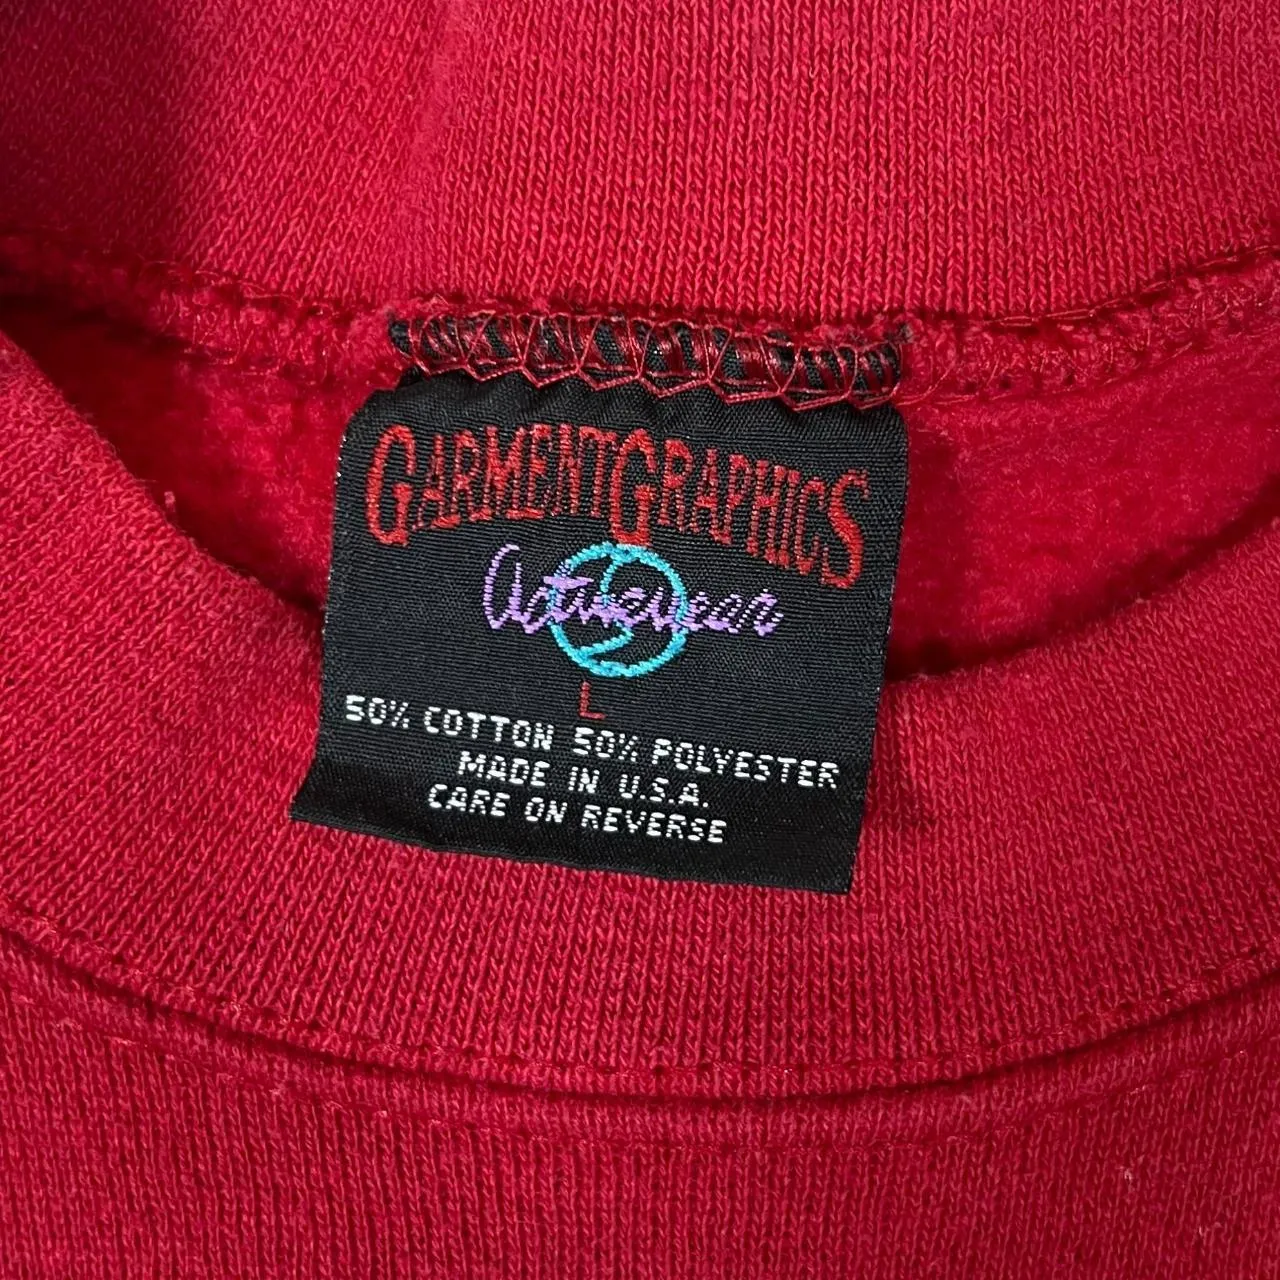 GARMENTGRAPHICS
Activewear
L
50% COTTON 50% POLYESTER
MADE IN U.S.A.
CARE ON REVERSE